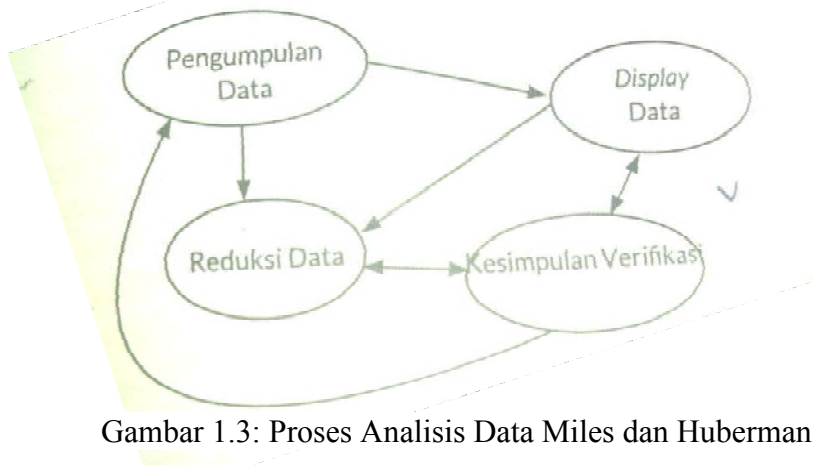 Pengumpulan
Data
Display
Data
Reduksi Data
Kesimpulan Verifikasi
Gambar 1.3: Proses Analisis Data Miles dan Huberman